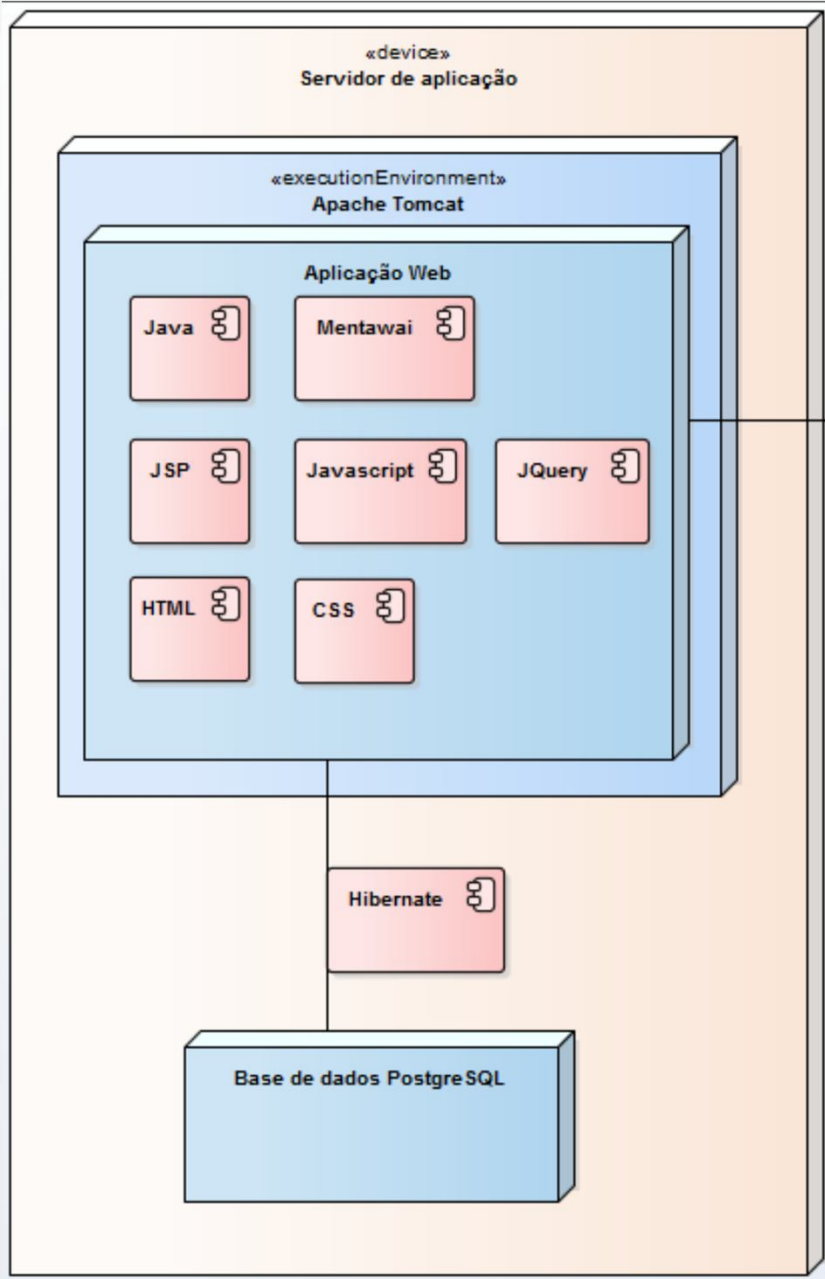 «device»
Servidor de aplicação
«executionEnvironment»
Apache Tomcat
Aplicação Web
Java
Mentawai
JSP
Javascript
JQuery
HTML
CSS
Hibernate
Base de dados PostgreSQL